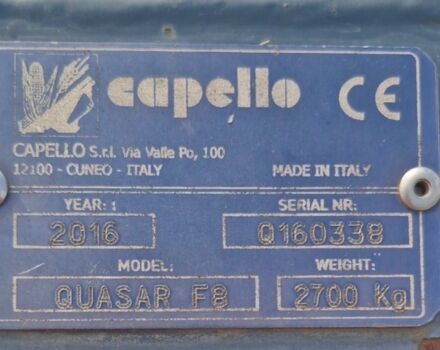 capello CE
CAPELLO S.r.l. Via Valle Po, 100
12100 - CUNEO - ITALY MADE IN ITALY
YEAR: SERIAL NR:
2016 Q160338
MODEL: WEIGHT:
QUASAR F8 2700 Kg